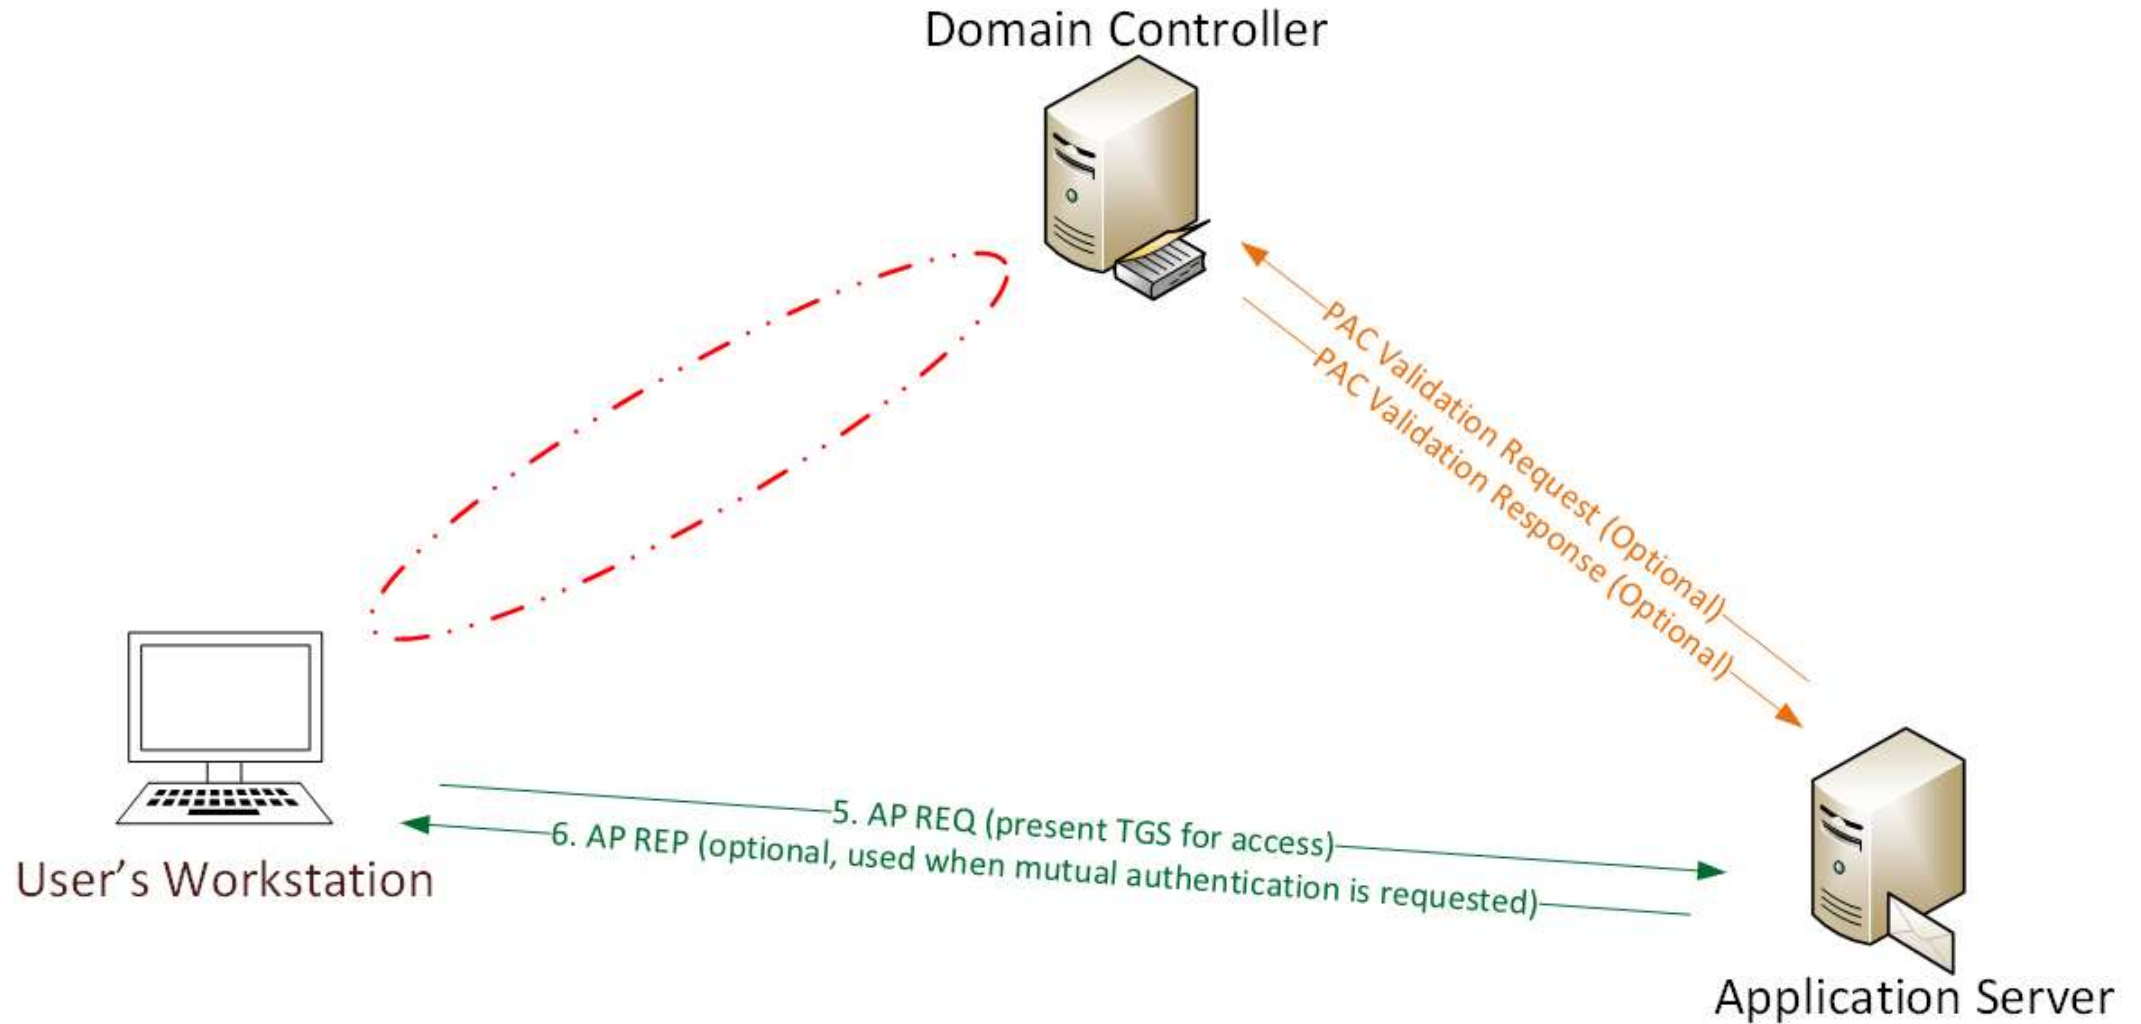 Domain Controller
PAC Validation Request (Optional)
PAC Validation Response (Optional)
5. AP REQ (present TGS for access)
6. AP REP (optional, used when mutual authentication is requested)
User’s Workstation
Application Server